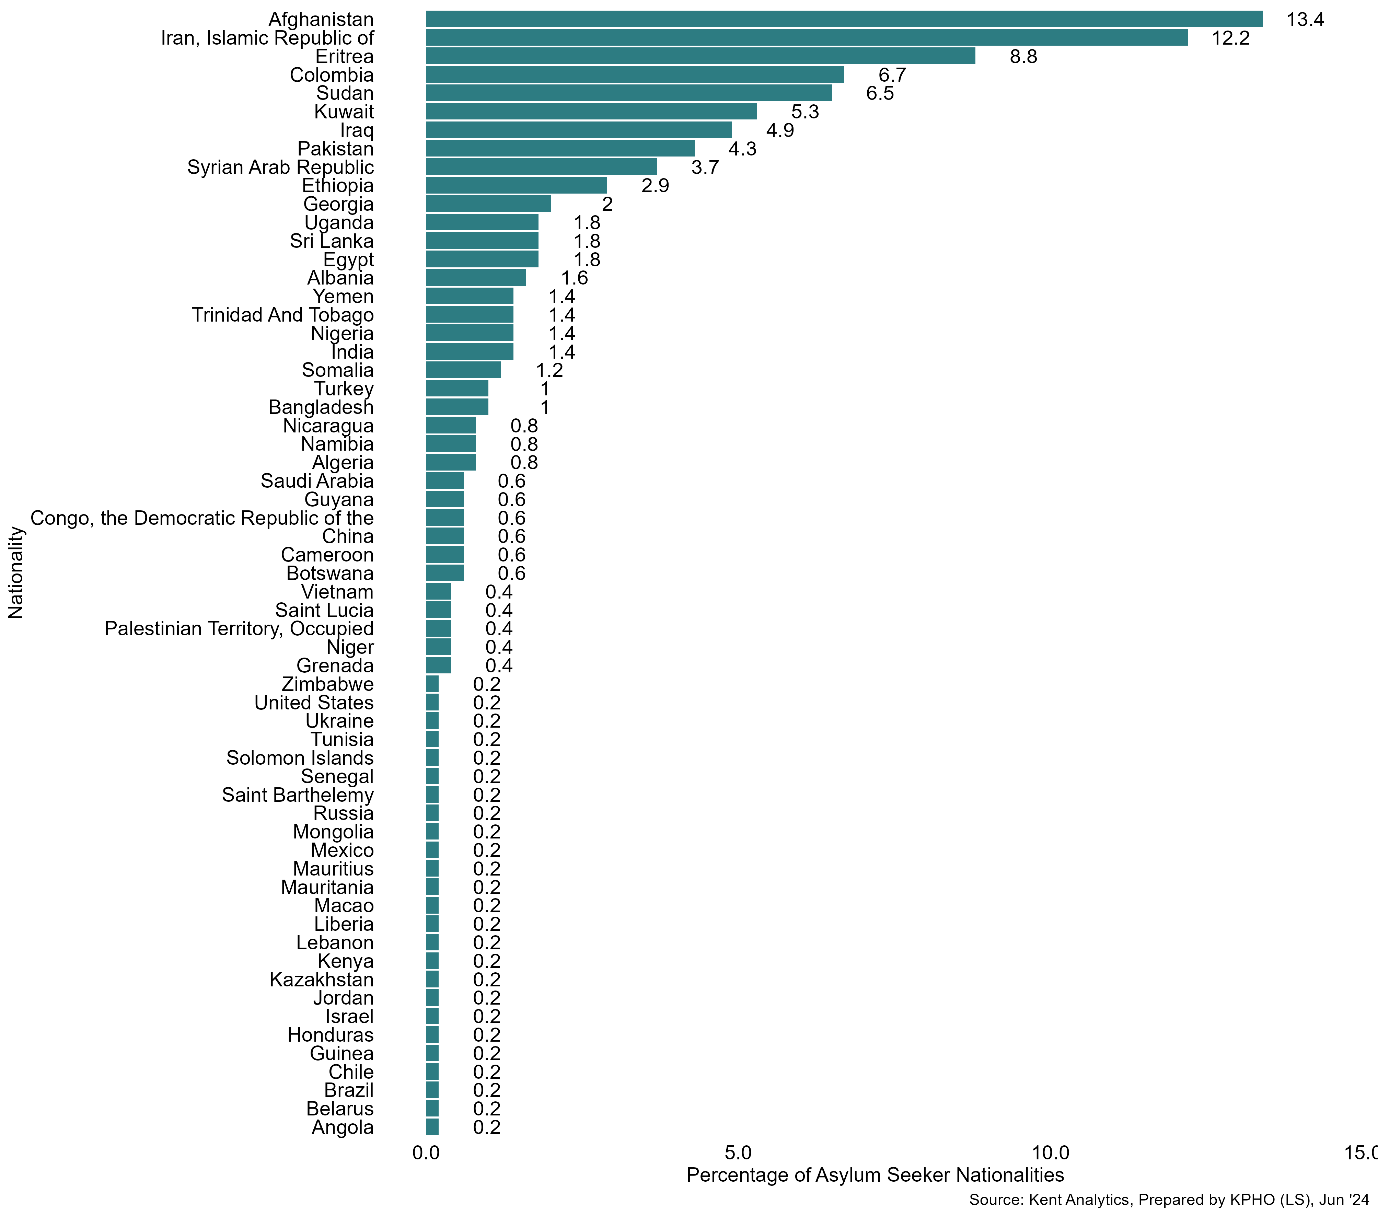 Afghanistan 13.4
Iran, Islamic Republic of 12.2
Eritrea 8.8
Colombia 6.7
Sudan 6.5
Kuwait 5.3
Iraq 4.9
Pakistan 4.3
Syrian Arab Republic 3.7
Ethiopia 2.9
Georgia 2
Uganda 1.8
Sri Lanka 1.8
Egypt 1.8
Albania 1.6
Yemen 1.4
Trinidad And Tobago 1.4
Nigeria 1.4
India 1.4
Somalia 1.2
Turkey 1
Bangladesh 1
Nicaragua 0.8
Namibia 0.8
Algeria 0.8
Saudi Arabia 0.6
Guyana 0.6
Congo, the Democratic Republic of the 0.6
China 0.6
Cameroon 0.6
Botswana 0.6
Vietnam 0.4
Saint Lucia 0.4
Palestinian Territory, Occupied 0.4
Niger 0.4
Grenada 0.4
Zimbabwe 0.2
United States 0.2
Ukraine 0.2
Tunisia 0.2
Solomon Islands 0.2
Senegal 0.2
Saint Barthelemy 0.2
Russia 0.2
Mongolia 0.2
Mexico 0.2
Mauritius 0.2
Mauritania 0.2
Macao 0.2
Liberia 0.2
Lebanon 0.2
Kenya 0.2
Kazakhstan 0.2
Jordan 0.2
Israel 0.2
Honduras 0.2
Guinea 0.2
Chile 0.2
Brazil 0.2
Belarus 0.2
Angola 0.2
Nationality
0.0 5.0 10.0 15.0
Percentage of Asylum Seeker Nationalities
Source: Kent Analytics, Prepared by KPHO (LS), Jun '24